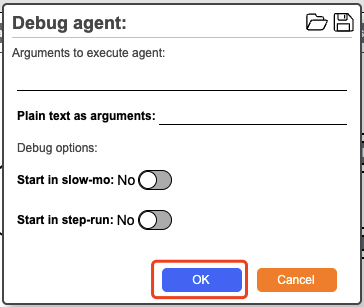 Debug agent:
Arguments to execute agent:
Plain text as arguments:
Debug options:
Start in slow-mo: No
Start in step-run: No
OK Cancel